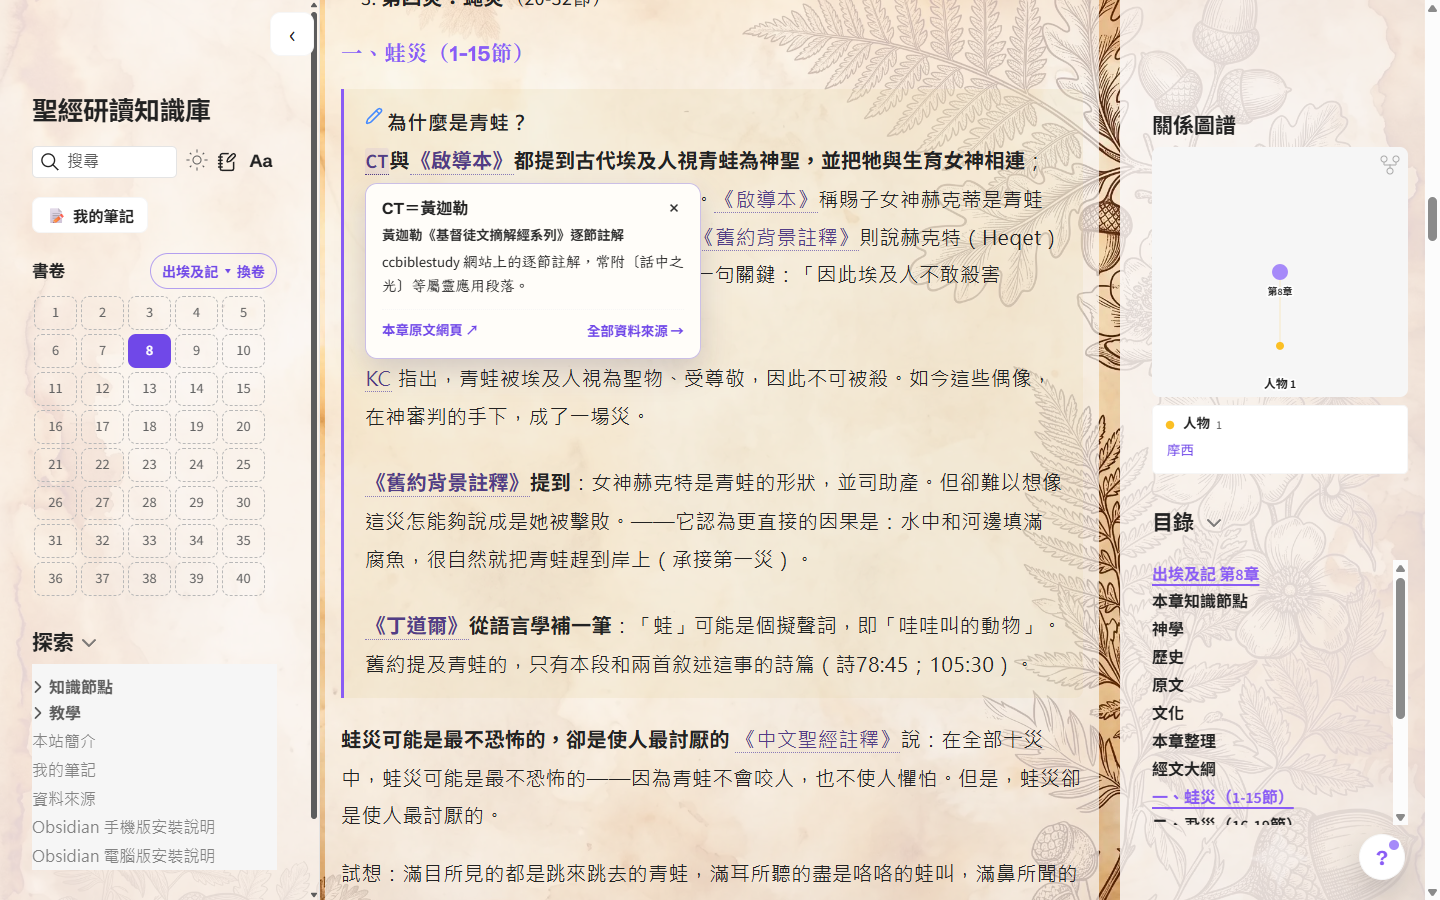 ‹
聖經研讀知識庫
搜尋
Aa
我的筆記
書卷
出埃及記 ▾ 換卷
1 2 3 4 5
6 7 8 9 10
11 12 13 14 15
16 17 18 19 20
21 22 23 24 25
26 27 28 29 30
31 32 33 34 35
36 37 38 39 40
探索
知識節點
教學
本站簡介
我的筆記
資料來源
Obsidian 手機版安裝說明
Obsidian 電腦版安裝說明
3. 第四災：蠅災（20-32節）
一、蛙災（1-15節）
為什麼是青蛙？
CT與《啟導本》都提到古代埃及人視青蛙為神聖，並把牠與生育女神相連；
。《啟導本》稱賜子女神赫克蒂是青蛙
《舊約背景註釋》則說赫克特（Heqet）
一句關鍵：「因此埃及人不敢殺害
CT＝黃迦勒
×
黃迦勒《基督徒文摘解經系列》逐節註解
ccbiblestudy 網站上的逐節註解，常附〔話中之
光〕等屬靈應用段落。
本章原文網頁 ↗
全部資料來源 →
KC 指出，青蛙被埃及人視為聖物、受尊敬，因此不可被殺。如今這些偶像，
在神審判的手下，成了一場災。
《舊約背景註釋》提到：女神赫克特是青蛙的形狀，並司助產。但卻難以想像
這災怎能夠說成是她被擊敗。——它認為更直接的因果是：水中和河邊填滿
腐魚，很自然就把青蛙趕到岸上（承接第一災）。
《丁道爾》從語言學補一筆：「蛙」可能是個擬聲詞，即「哇哇叫的動物」。
舊約提及青蛙的，只有本段和兩首敘述這事的詩篇（詩78:45；105:30）。
蛙災可能是最不恐怖的，卻是使人最討厭的 《中文聖經註釋》說：在全部十災
中，蛙災可能是最不恐怖的——因為青蛙不會咬人，也不使人懼怕。但是，蛙災卻
是使人最討厭的。
試想：滿目所見的都是跳來跳去的青蛙，滿耳所聽的盡是咯咯的蛙叫，滿鼻所聞的
關係圖譜
第8章
人物 1
人物 1
摩西
目錄
出埃及記 第8章
本章知識節點
神學
歷史
原文
文化
本章整理
經文大綱
一、蛙災（1-15節）
二、虱災（16-19節）
?